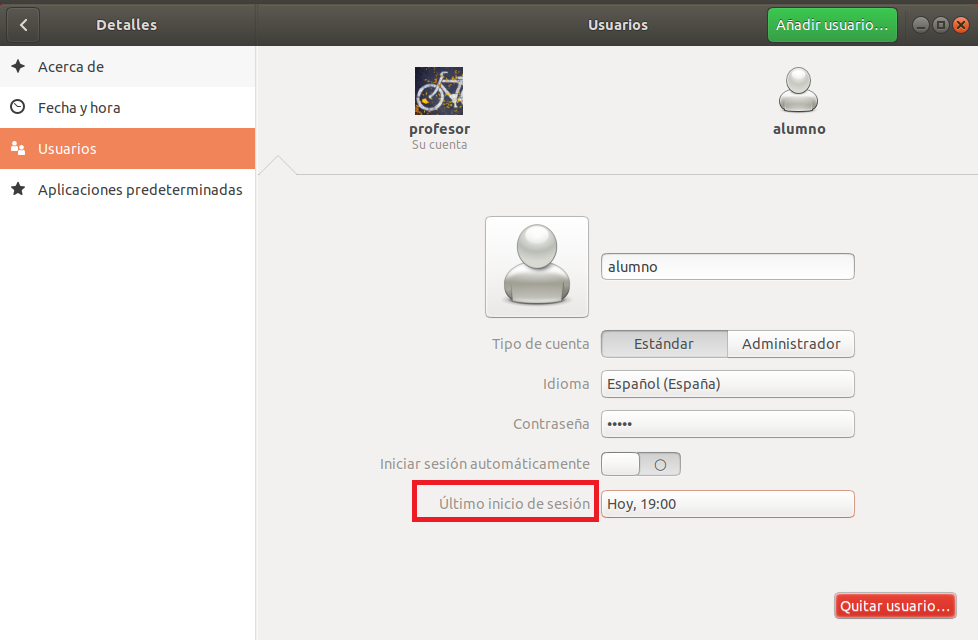 Detalles
Usuarios
Añadir usuario...
Acerca de
Fecha y hora
Usuarios
Aplicaciones predeterminadas
profesor
Su cuenta
alumno
alumno
Tipo de cuenta
Estándar
Administrador
Idioma
Español (España)
Contraseña
•••••
Iniciar sesión automáticamente
Último inicio de sesión
Hoy, 19:00
Quitar usuario...